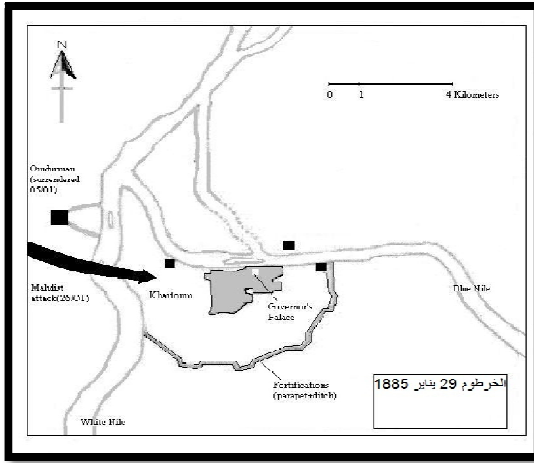 N
0 1 4 Kilometers
Omdurman
(surrendered
05/01)
Mahdist
attack(26/01)
Khartoum
Governor's
Palace
Blue Nile
Fortifications
(parapet+ditch)
White Nile
الخرطوم 29 يناير 1885